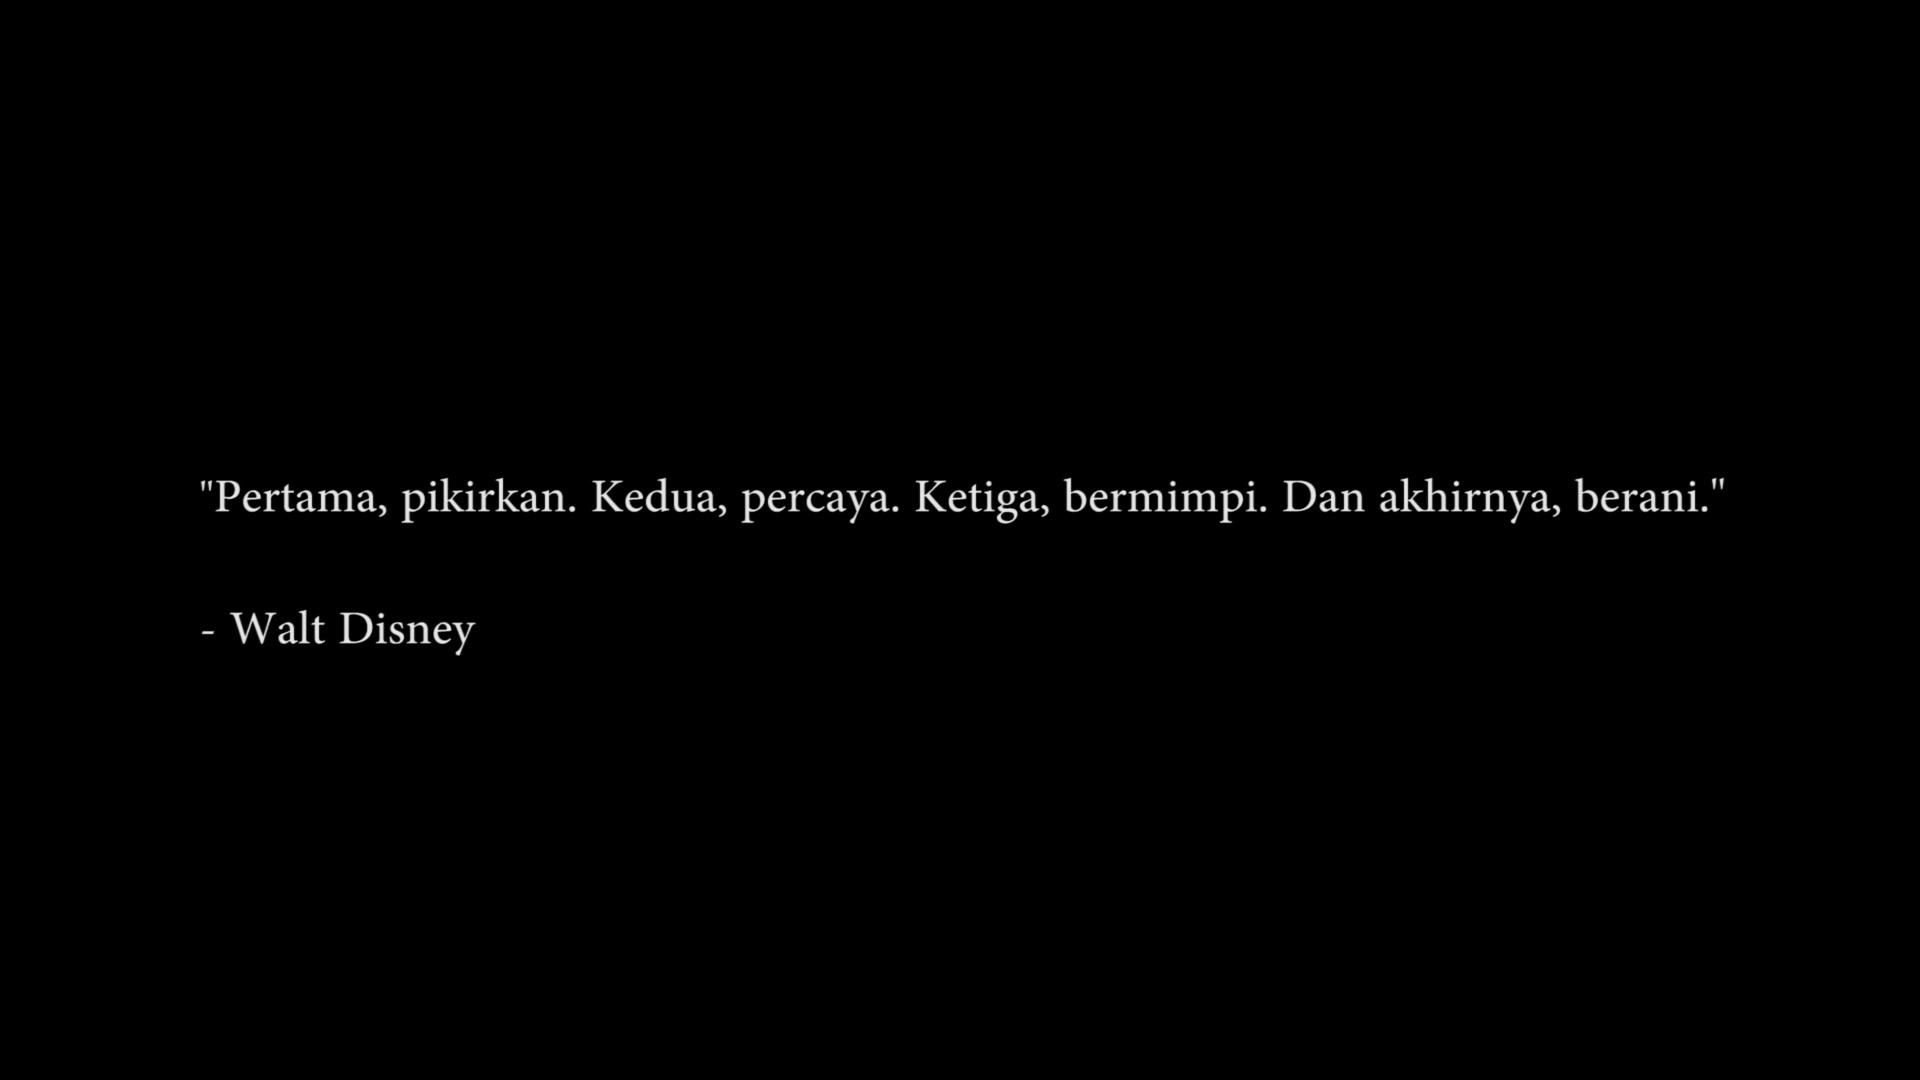 "Pertama, pikirkan. Kedua, percaya. Ketiga, bermimpi. Dan akhirnya, berani."
- Walt Disney